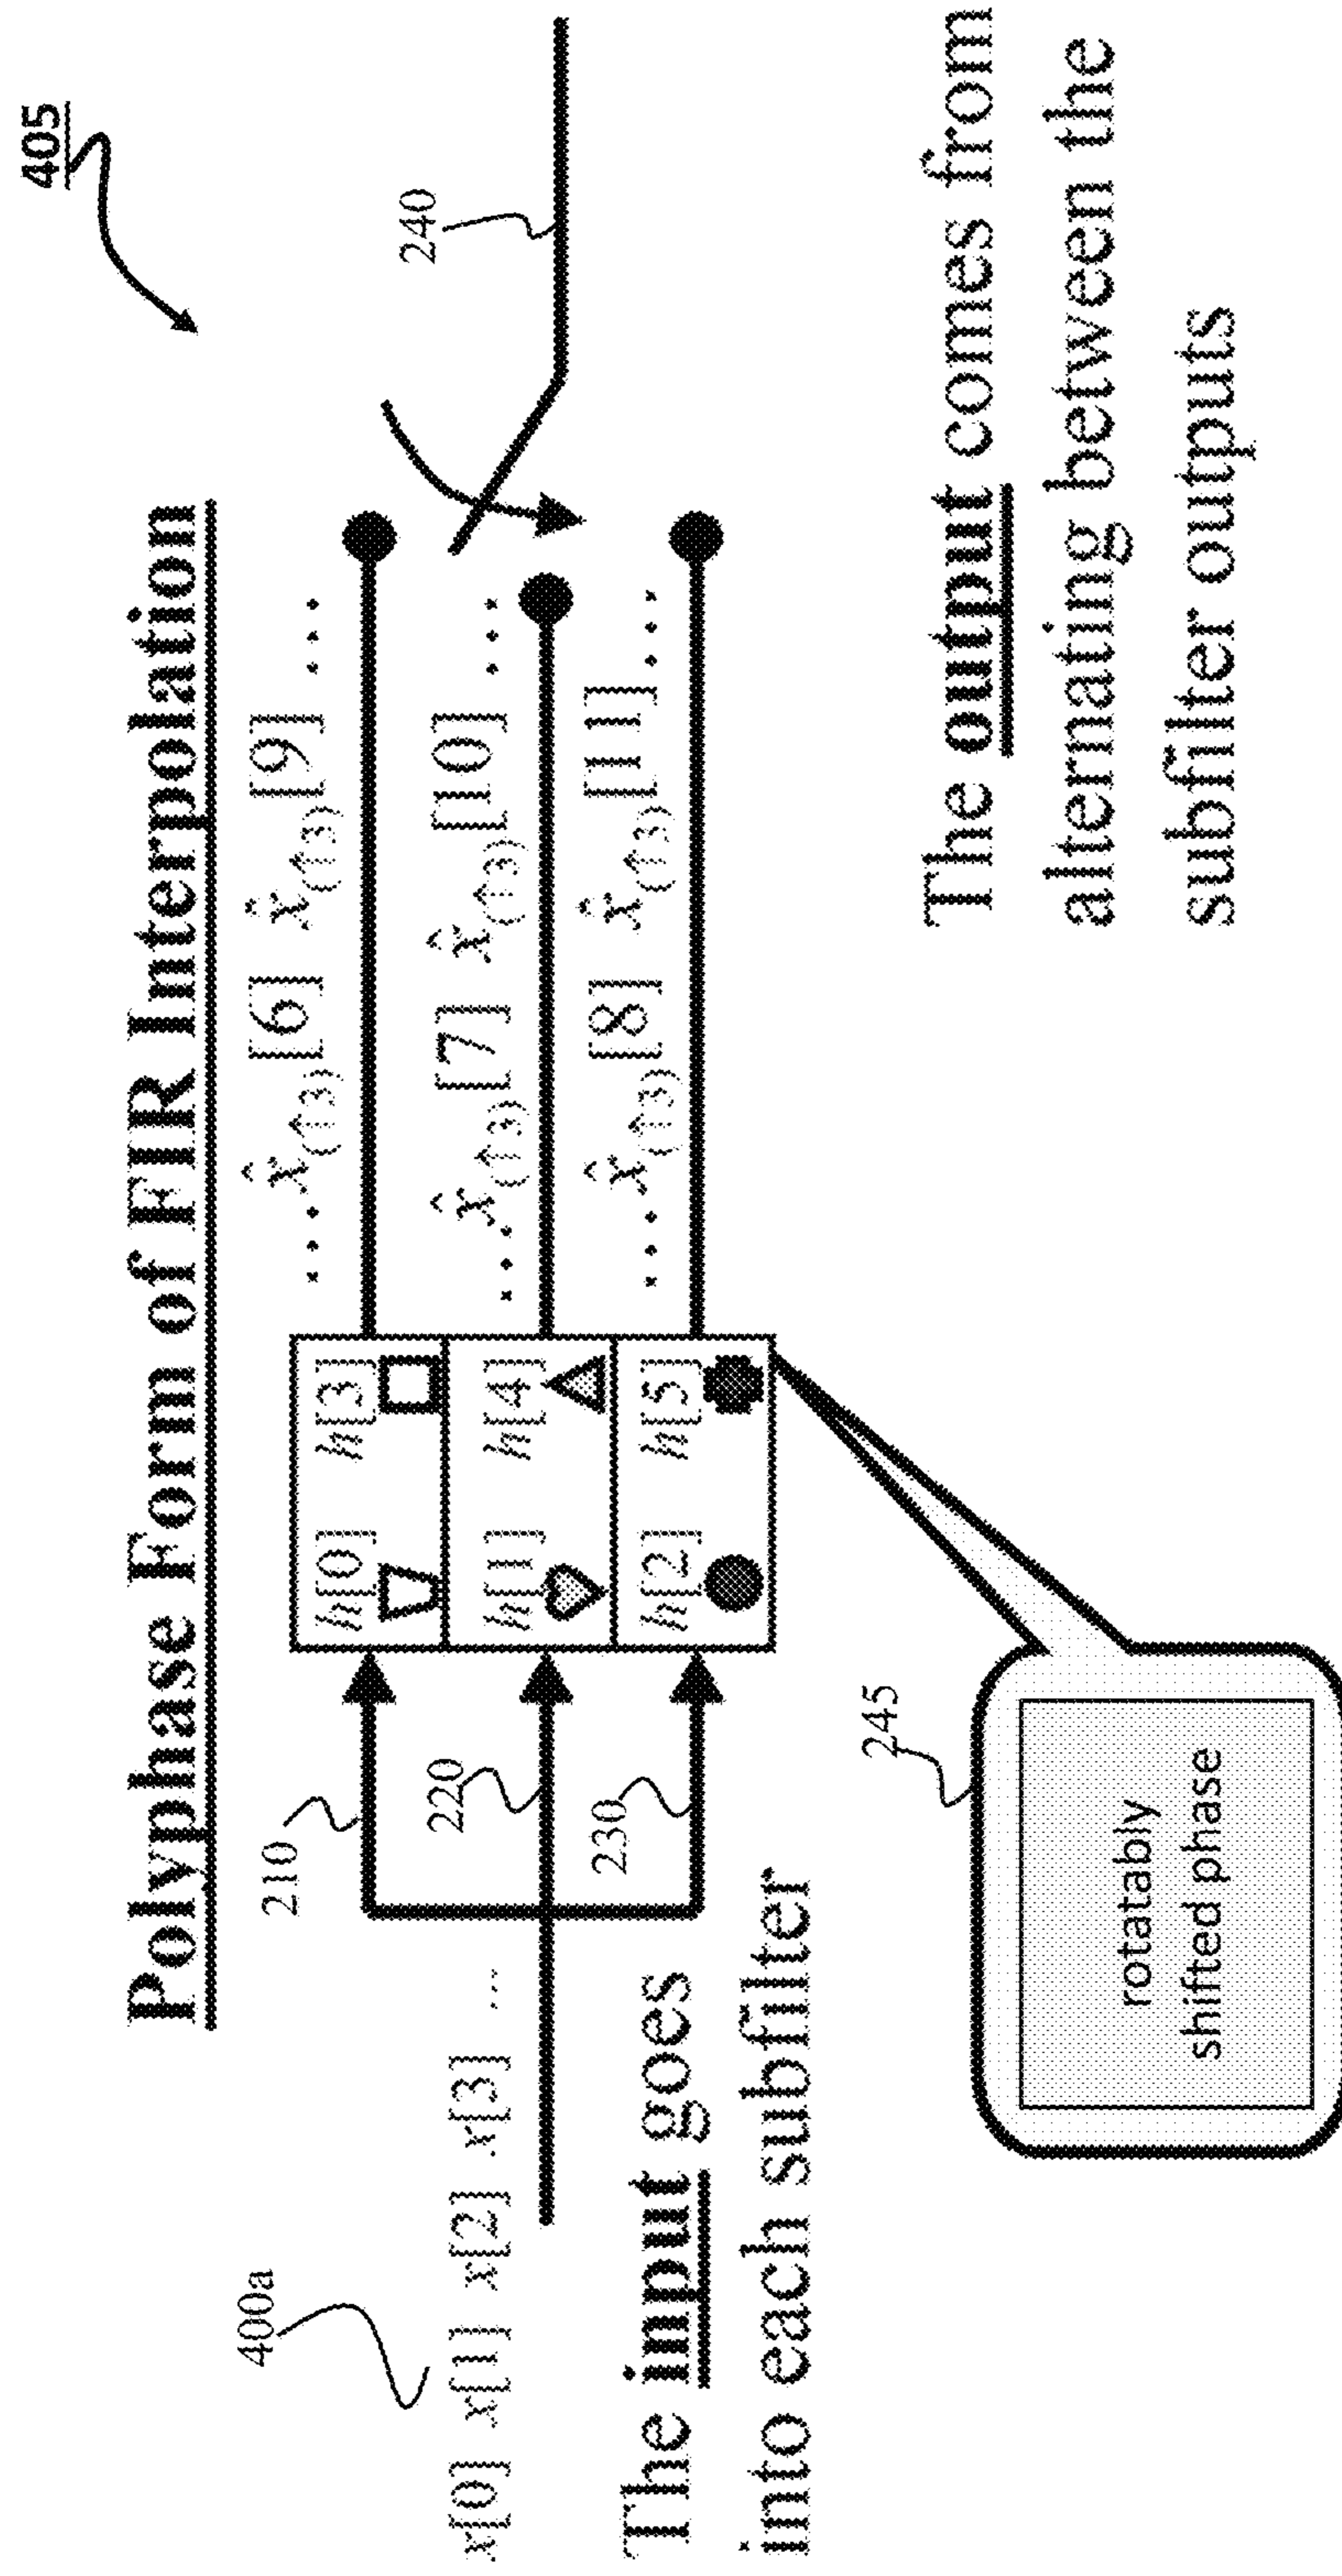 405
Polyphase Form of FIR Interpolation
400a
x[0] x[1] x[2] x[3] ...
210
220
230
h[0] h[3]
h[1] h[4]
h[2] h[5]
... x̂(↑3)[6] x̂(↑3)[9] ...
... x̂(↑3)[7] x̂(↑3)[10] ...
... x̂(↑3)[8] x̂(↑3)[11] ...
240
The input goes
into each subfilter
245
rotatably
shifted phase
The output comes from
alternating between the
subfilter outputs